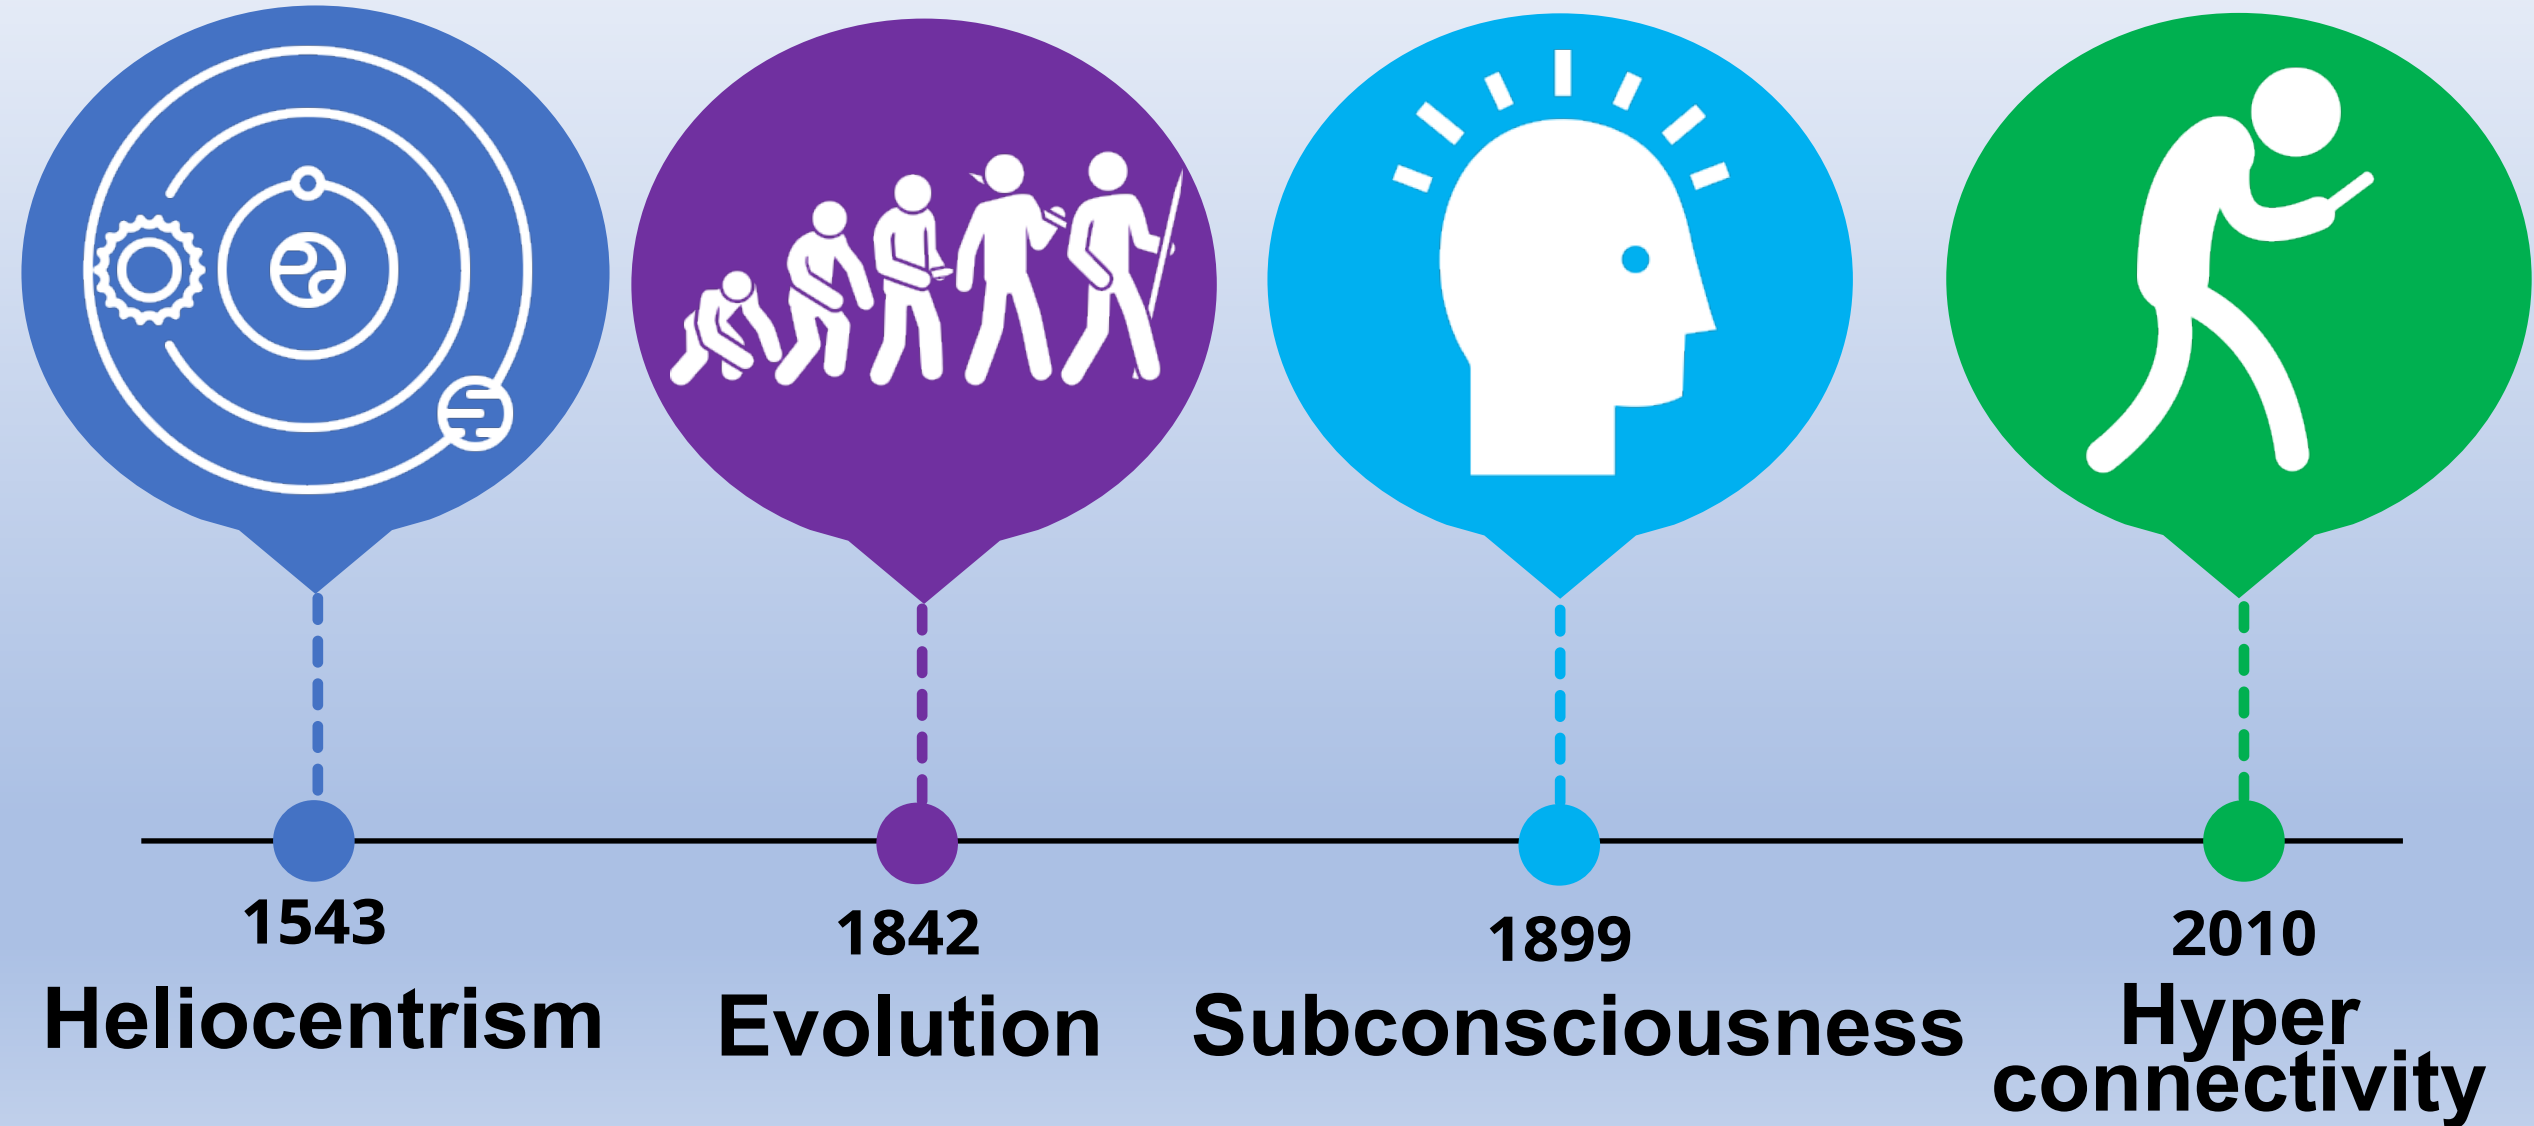 1543
Heliocentrism
1842
Evolution
1899
Subconsciousness
2010
Hyper
connectivity